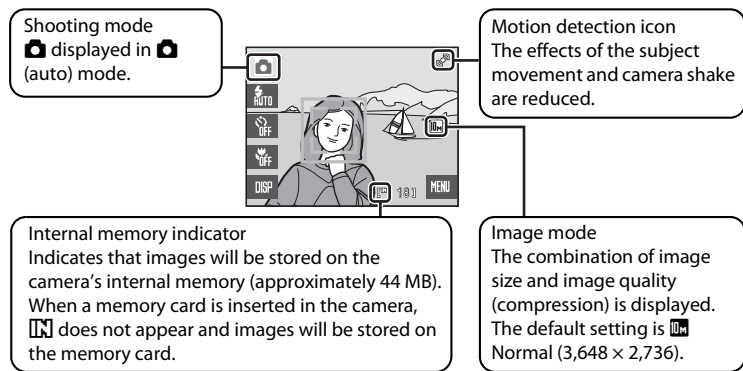 Shooting mode
displayed in
(auto) mode.
Motion detection icon
The effects of the subject
movement and camera shake
are reduced.
AUTO
OFF
OFF
DISP
10M
IN
[ 18 ]
MENU
Internal memory indicator
Indicates that images will be stored on the
camera's internal memory (approximately 44 MB).
When a memory card is inserted in the camera,
IN does not appear and images will be stored on
the memory card.
Image mode
The combination of image
size and image quality
(compression) is displayed.
The default setting is 10M
Normal (3,648 × 2,736).